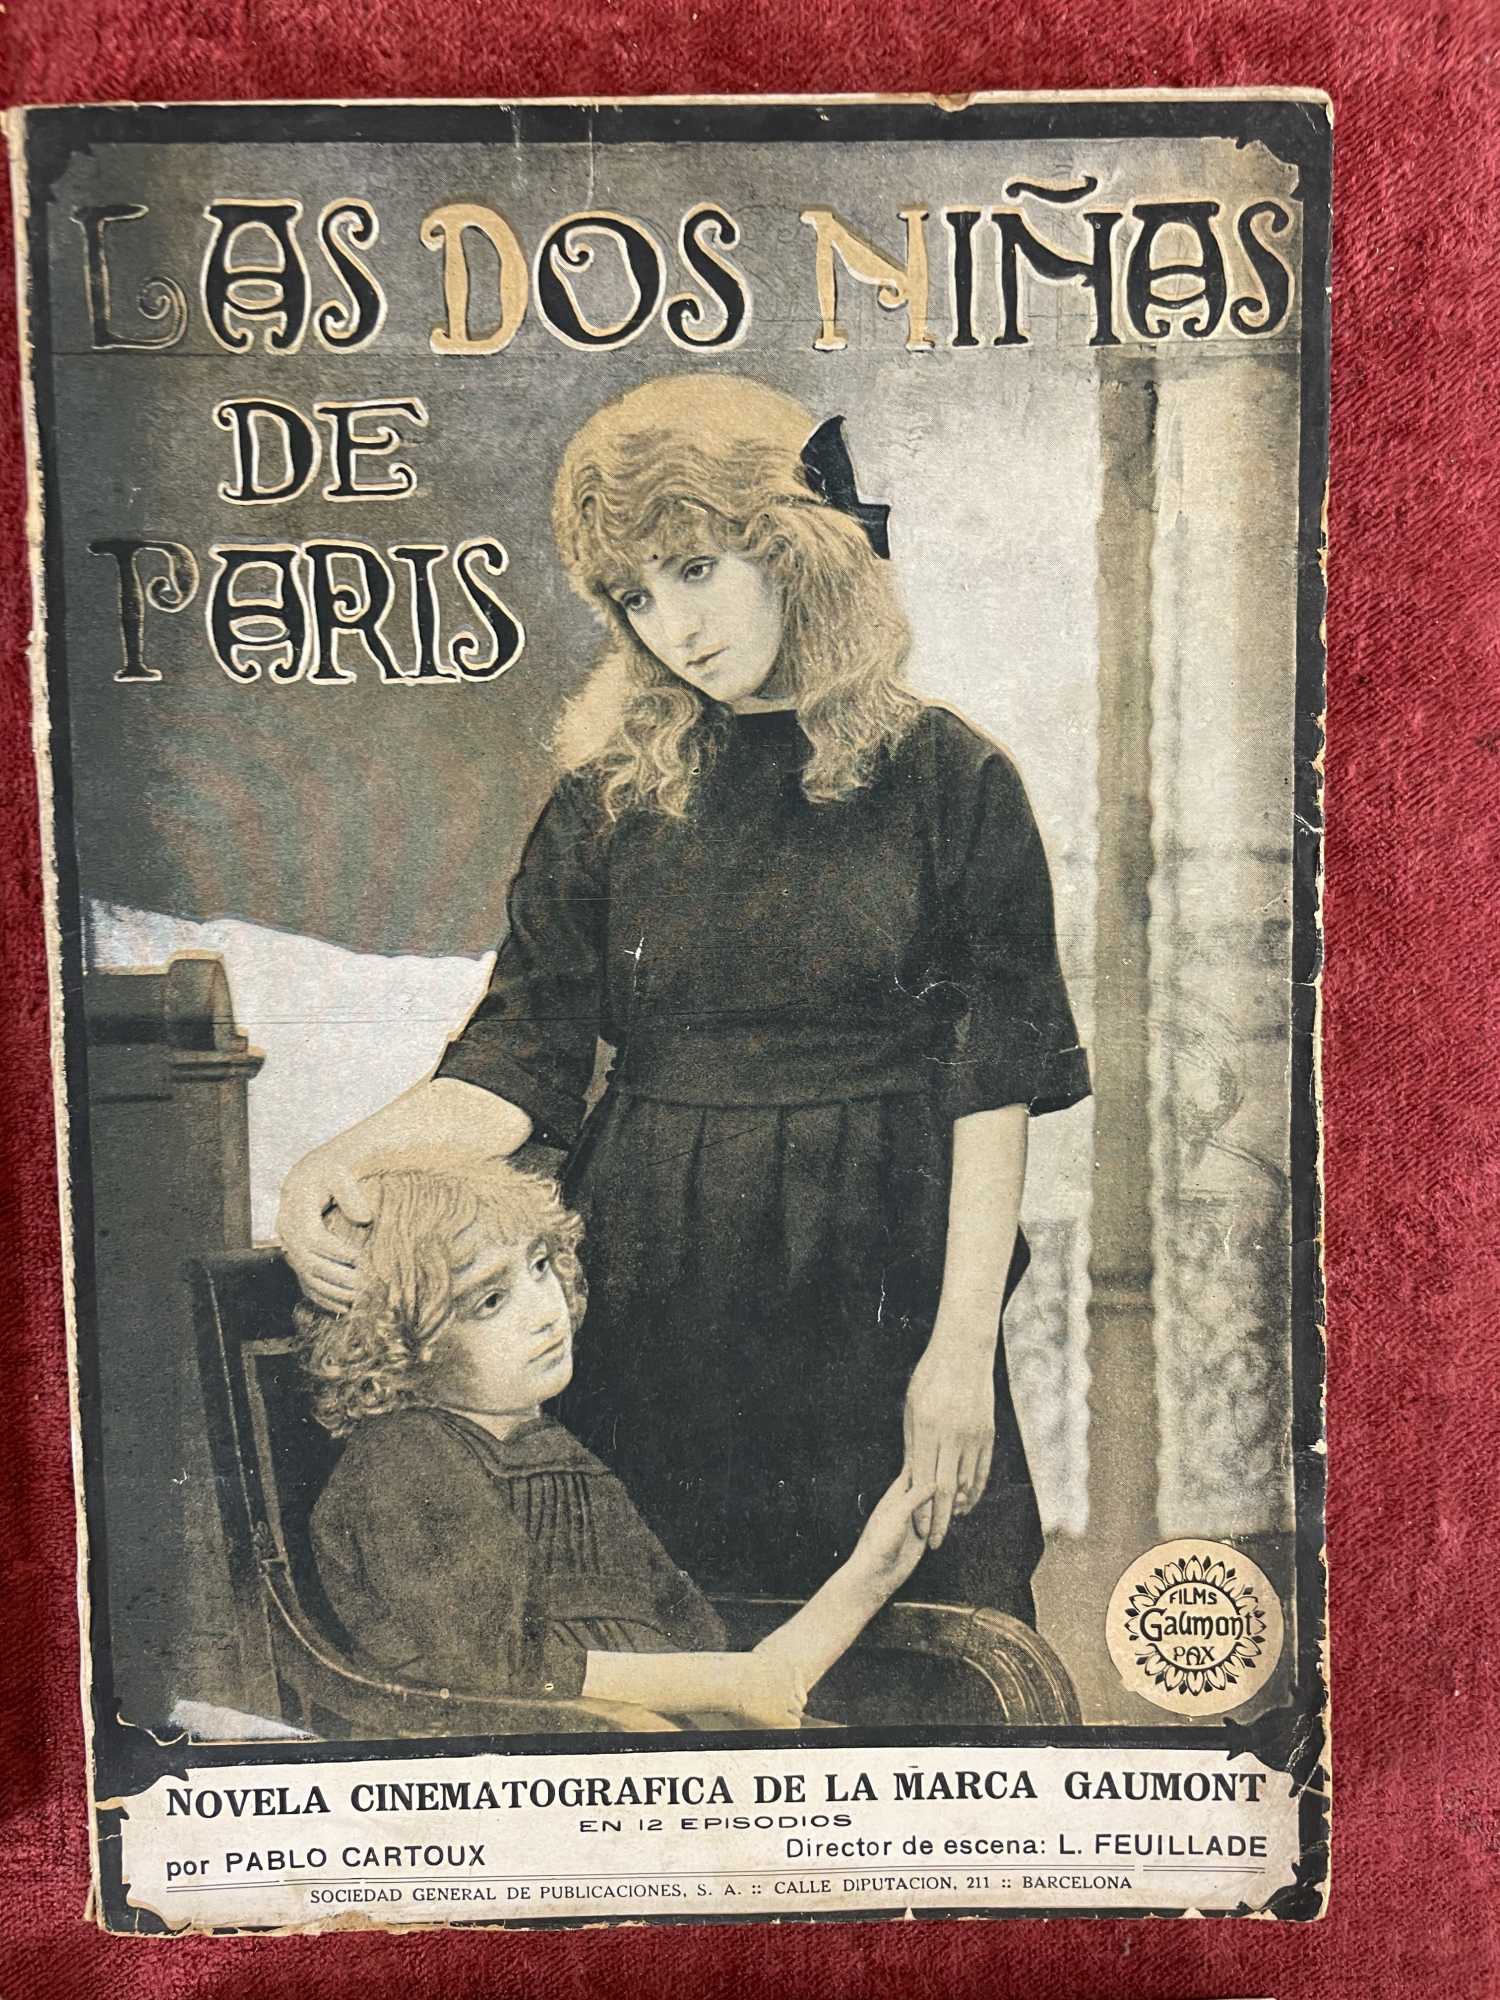 LAS DOS NIÑAS
DE
PARIS
FILMS
Gaumont
PAX
NOVELA CINEMATOGRAFICA DE LA MARCA GAUMONT
EN 12 EPISODIOS
por PABLO CARTOUX Director de escena: L. FEUILLADE
SOCIEDAD GENERAL DE PUBLICACIONES, S. A. :: CALLE DIPUTACION, 211 :: BARCELONA